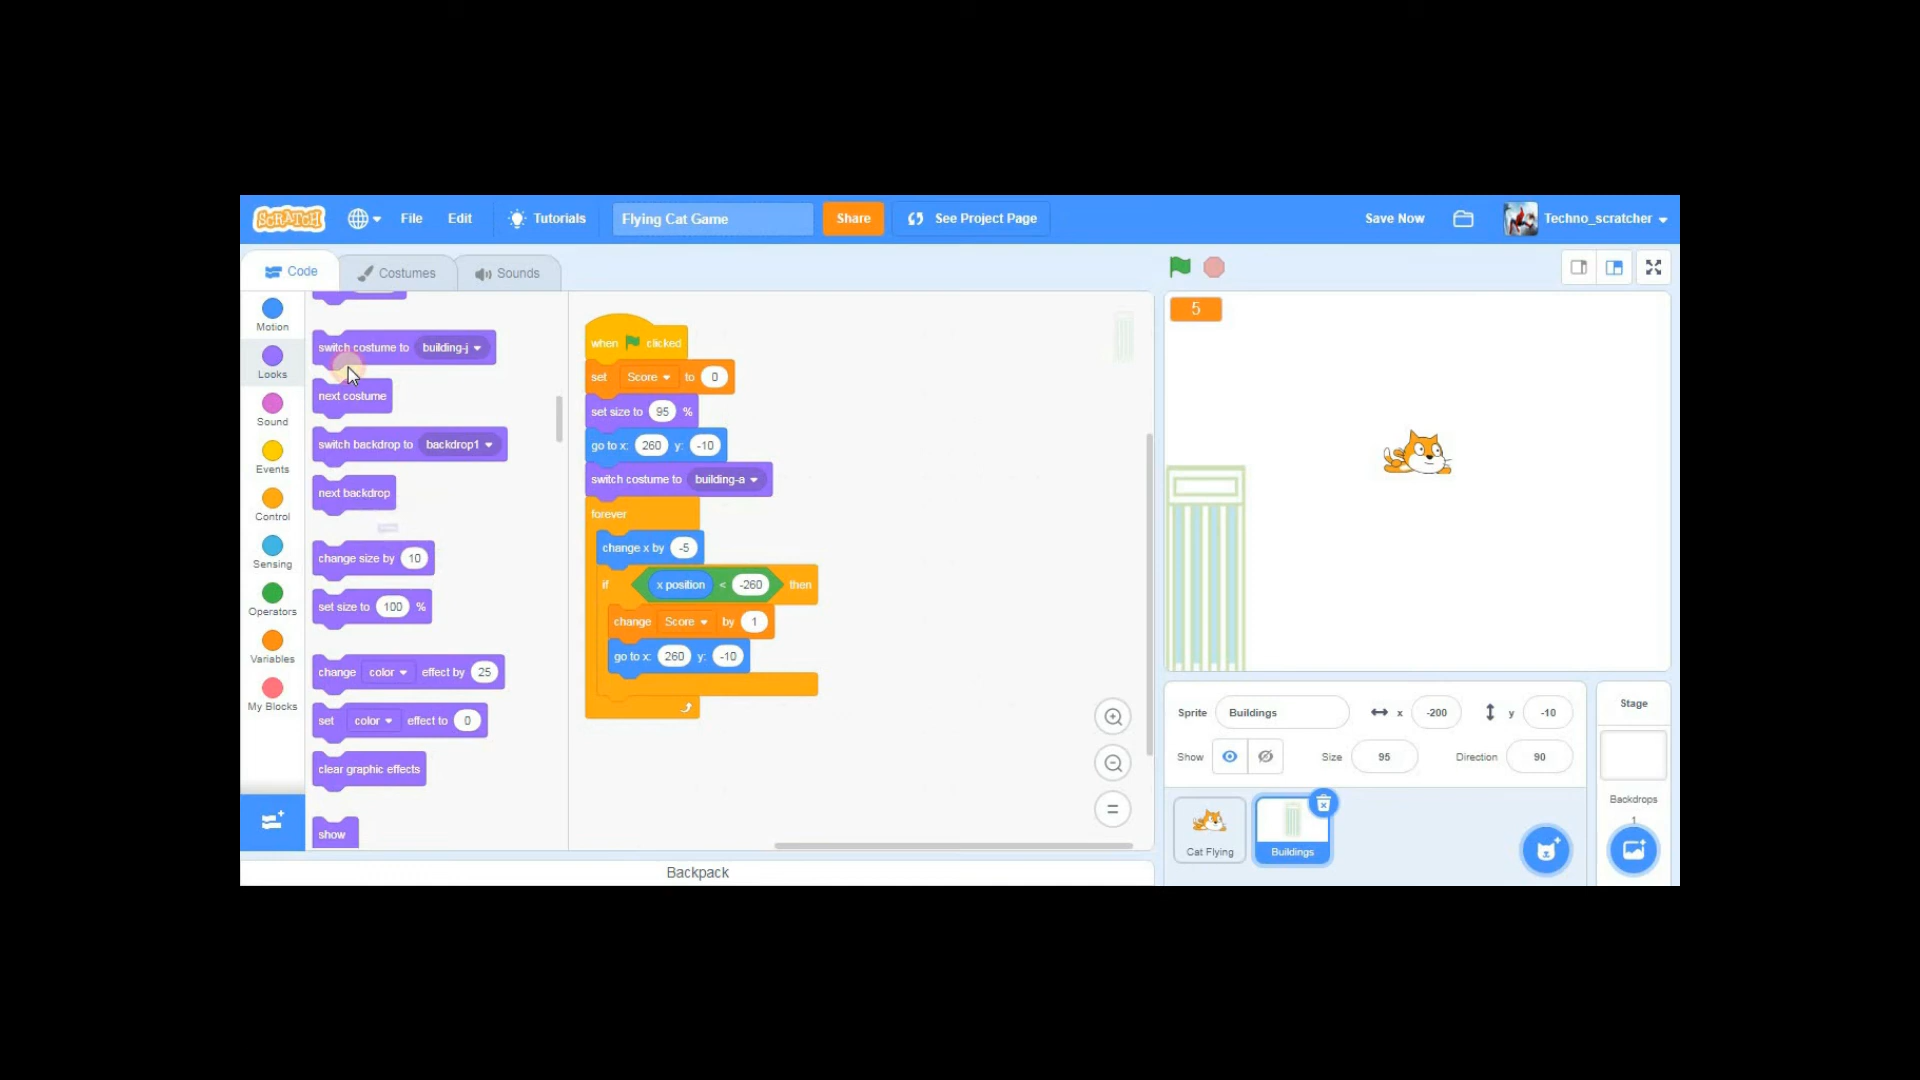 SCRATCH File Edit Tutorials Flying Cat Game Share See Project Page Save Now Techno_scratcher
Code Costumes Sounds
Motion
Looks
Sound
Events
Control
Sensing
Operators
Variables
My Blocks
switch costume to building-j
next costume
switch backdrop to backdrop1
next backdrop
change size by 10
set size to 100 %
change color effect by 25
set color effect to 0
clear graphic effects
show
when clicked
set Score to 0
set size to 95 %
go to x: 260 y: -10
switch costume to building-a
forever
change x by -5
if x position < -260 then
change Score by 1
go to x: 260 y: -10
Backpack
5
Sprite Buildings x -200 y -10
Show Size 95 Direction 90
Cat Flying
Buildings
Stage
Backdrops
1